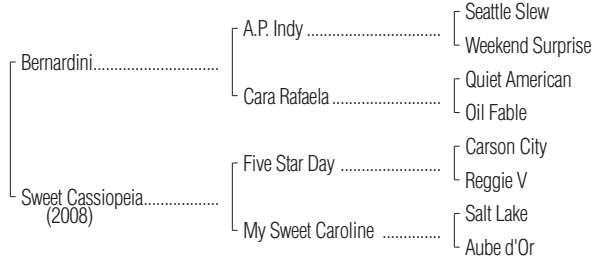 Seattle Slew
A.P. Indy ................................
Weekend Surprise
Bernardini..............................
Quiet American
Cara Rafaela ..........................
Oil Fable
Carson City
Five Star Day ........................
Reggie V
Sweet Cassiopeia..................
(2008)
Salt Lake
My Sweet Caroline ..............
Aube d'Or